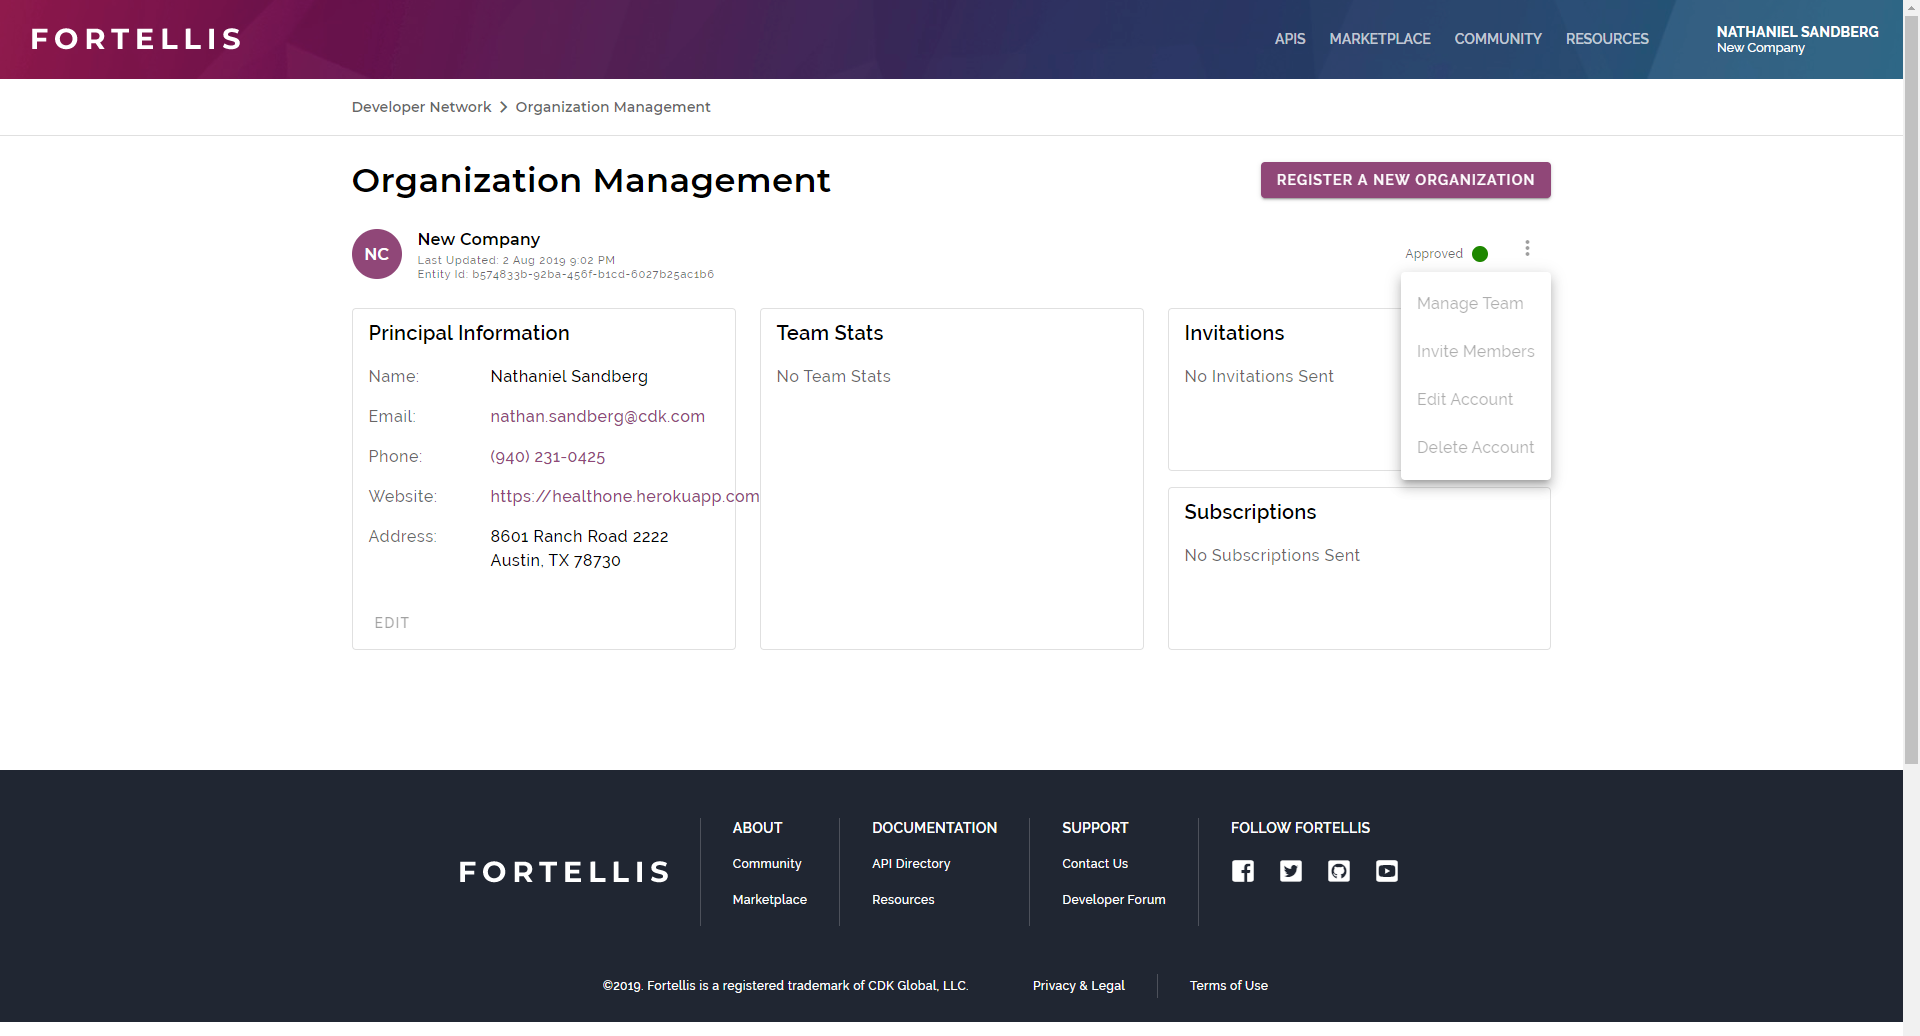 FORTELLIS
APIS
MARKETPLACE
COMMUNITY
RESOURCES
NATHANIEL SANDBERG
New Company
Developer Network > Organization Management
Organization Management
REGISTER A NEW ORGANIZATION
NC
New Company
Last Updated: 2 Aug 2019 9:02 PM
Entity Id: b574833b-92ba-456f-b1cd-6027b25ac1b6
Approved
Manage Team
Invite Members
Edit Account
Delete Account
Principal Information
Name: Nathaniel Sandberg
Email: nathan.sandberg@cdk.com
Phone: (940) 231-0425
Website: https://healthone.herokuapp.com
Address: 8601 Ranch Road 2222
Austin, TX 78730
EDIT
Team Stats
No Team Stats
Invitations
No Invitations Sent
Subscriptions
No Subscriptions Sent
FORTELLIS
ABOUT
Community
Marketplace
DOCUMENTATION
API Directory
Resources
SUPPORT
Contact Us
Developer Forum
FOLLOW FORTELLIS
©2019. Fortellis is a registered trademark of CDK Global, LLC.
Privacy & Legal
Terms of Use